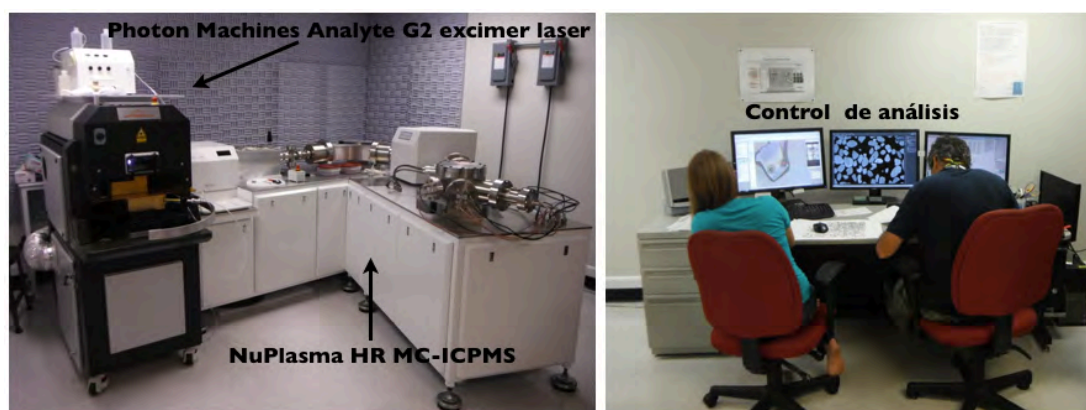 Photon Machines Analyte G2 excimer laser
NuPlasma HR MC-ICPMS
Control de análisis